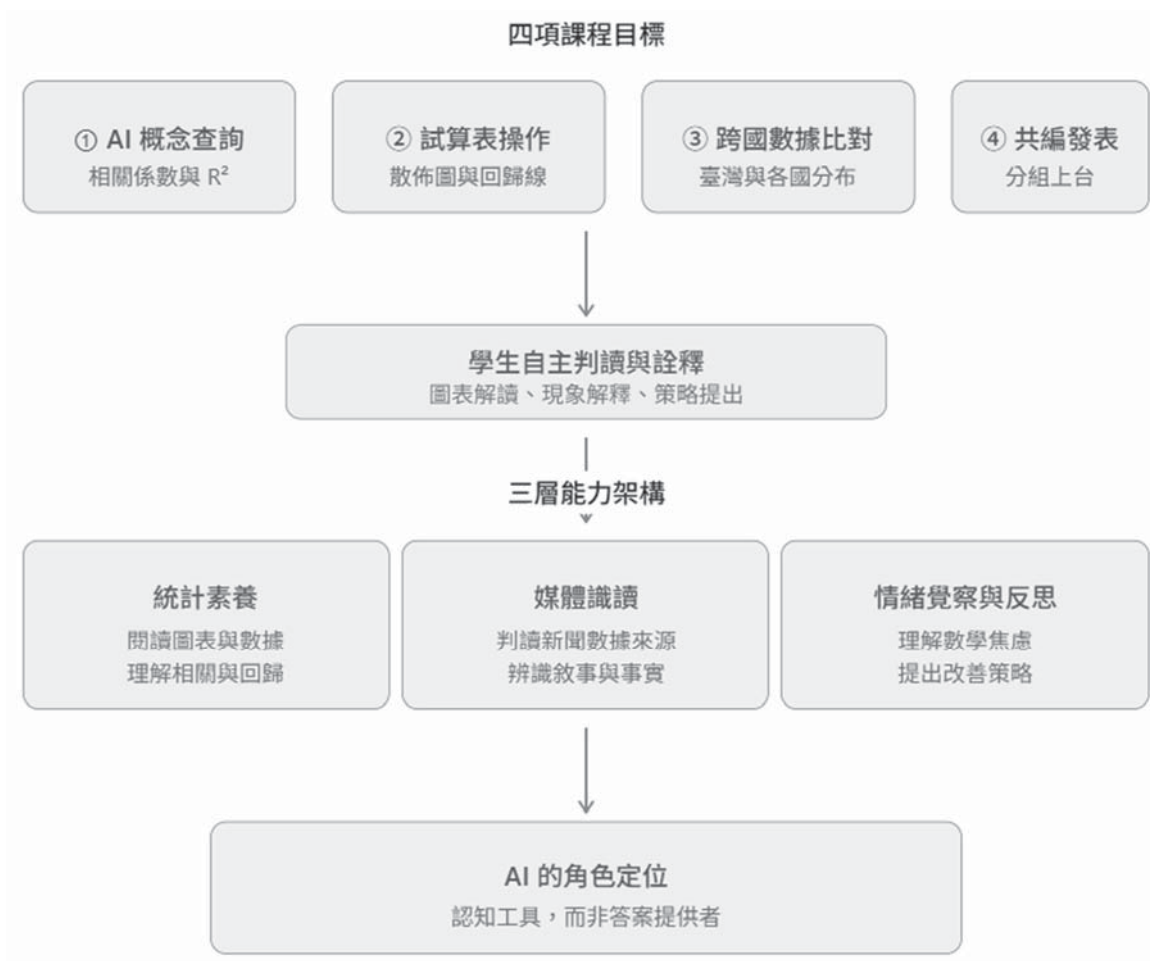 四項課程目標
① AI 概念查詢
相關係數與 R²
② 試算表操作
散佈圖與回歸線
③ 跨國數據比對
臺灣與各國分布
④ 共編發表
分組上台
學生自主判讀與詮釋
圖表解讀、現象解釋、策略提出
三層能力架構
統計素養
閱讀圖表與數據
理解相關與回歸
媒體識讀
判讀新聞數據來源
辨識敘事與事實
情緒覺察與反思
理解數學焦慮
提出改善策略
AI 的角色定位
認知工具，而非答案提供者